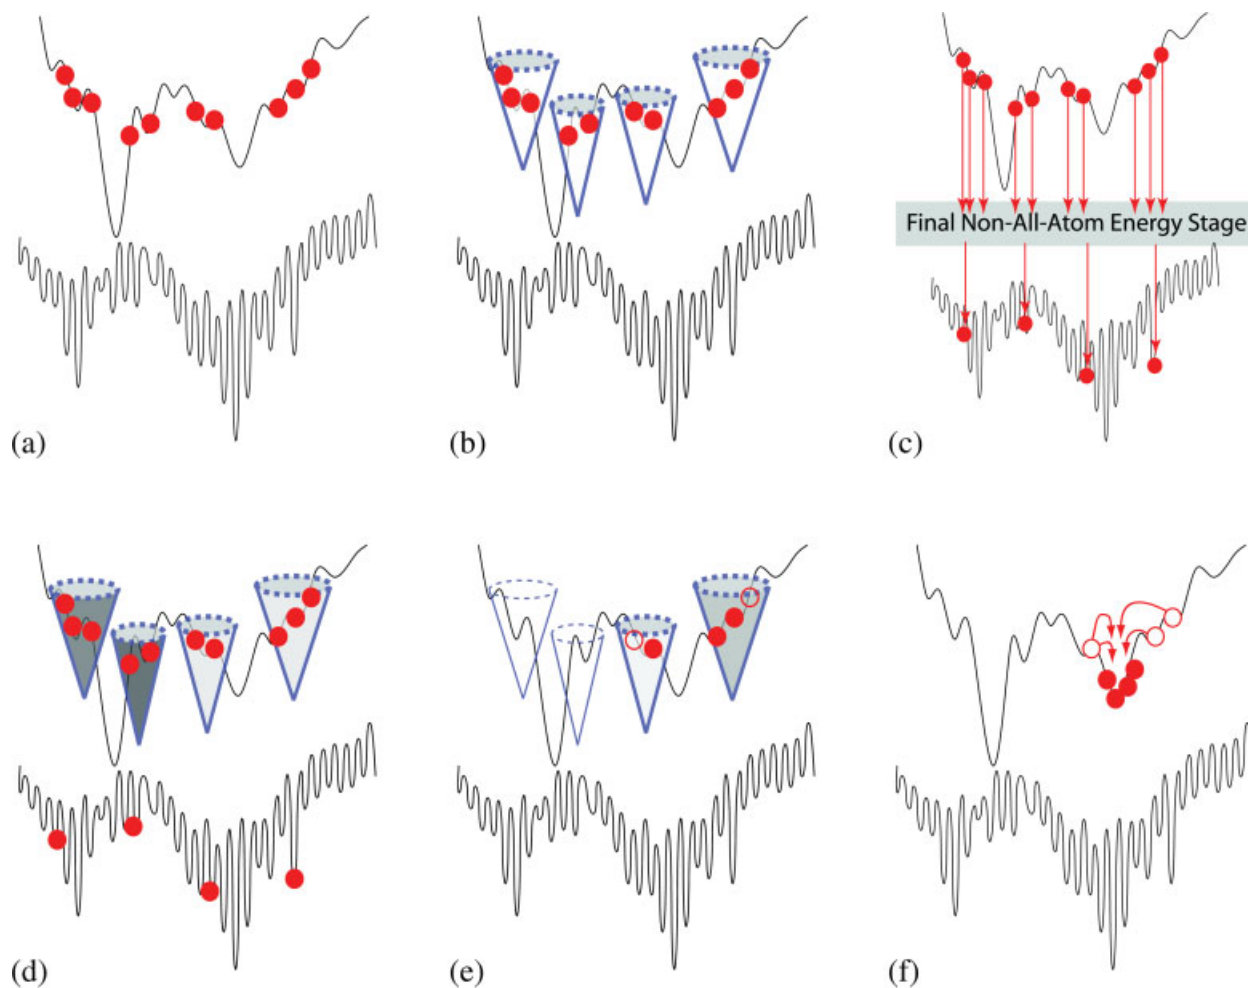 Final Non-All-Atom Energy Stage
(a)
(b)
(c)
(d)
(e)
(f)